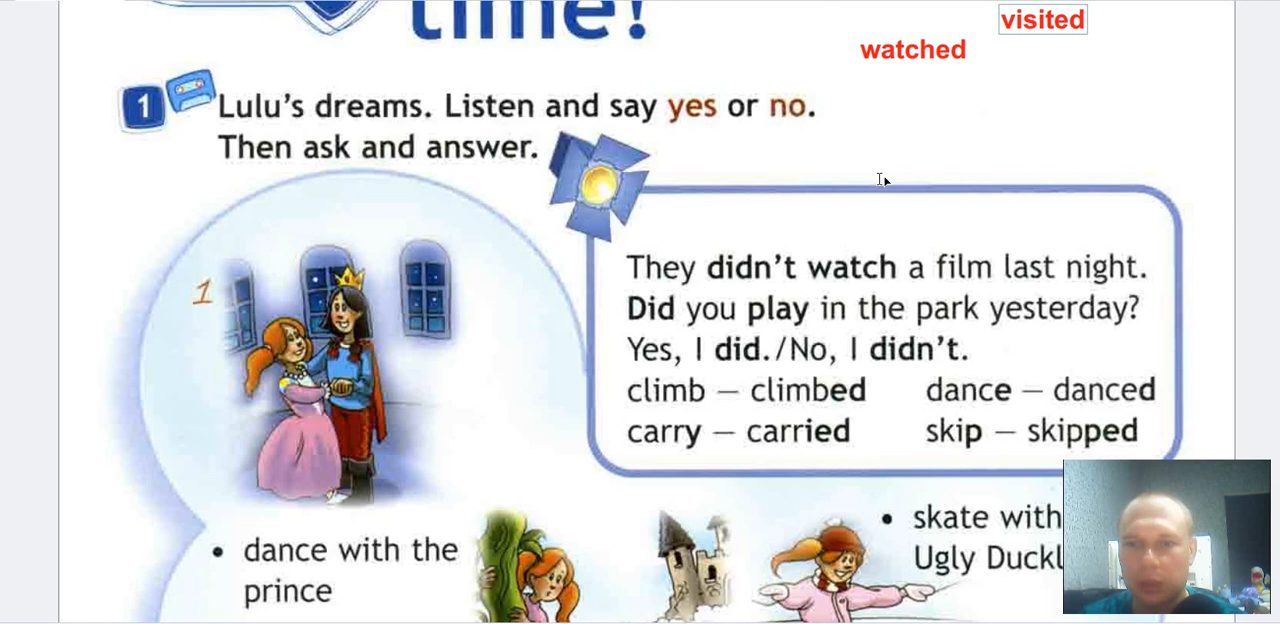 time!
visited
watched
1 Lulu's dreams. Listen and say yes or no.
Then ask and answer.
1
They didn't watch a film last night.
Did you play in the park yesterday?
Yes, I did./No, I didn't.
climb – climbed dance – danced
carry – carried skip – skipped
• dance with the
prince
• skate with
Ugly